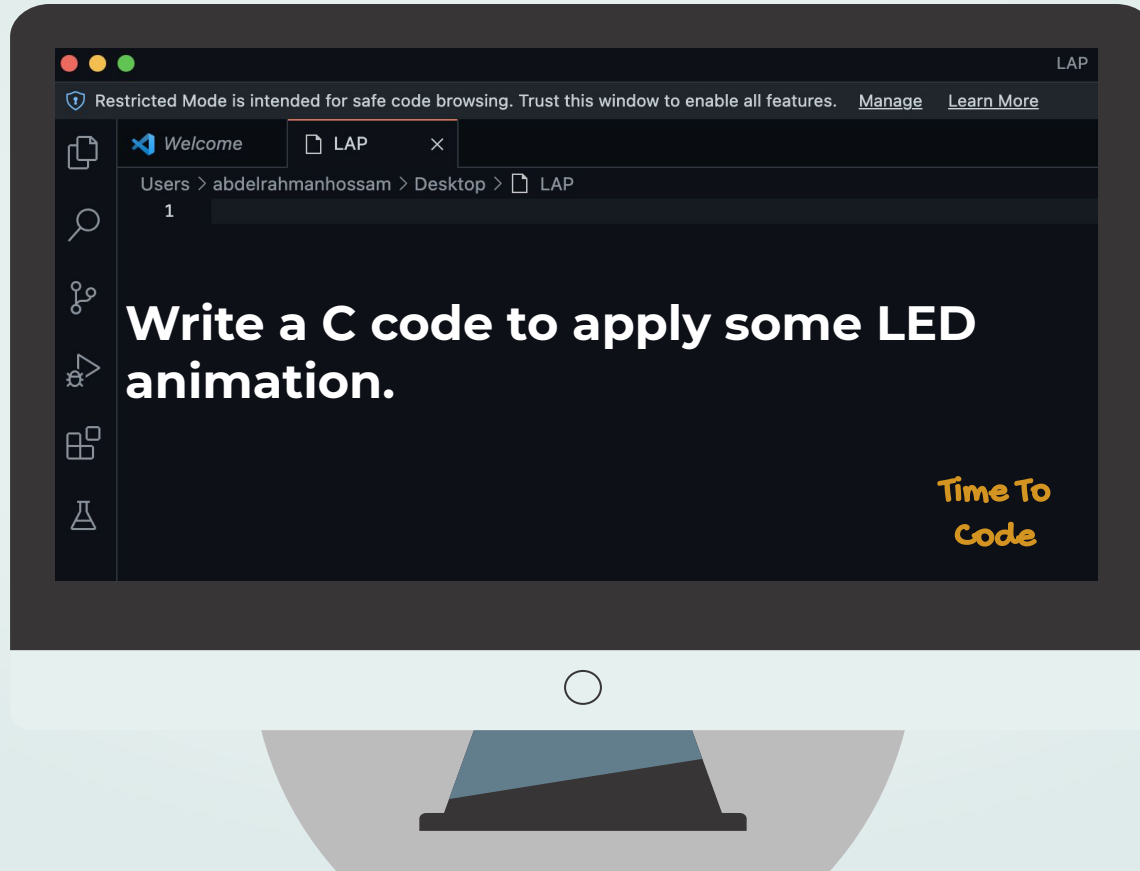 LAP
Restricted Mode is intended for safe code browsing. Trust this window to enable all features. Manage Learn More
Welcome LAP
Users > abdelrahmanhossam > Desktop > LAP
1
Write a C code to apply some LED
animation.
Time To
Code